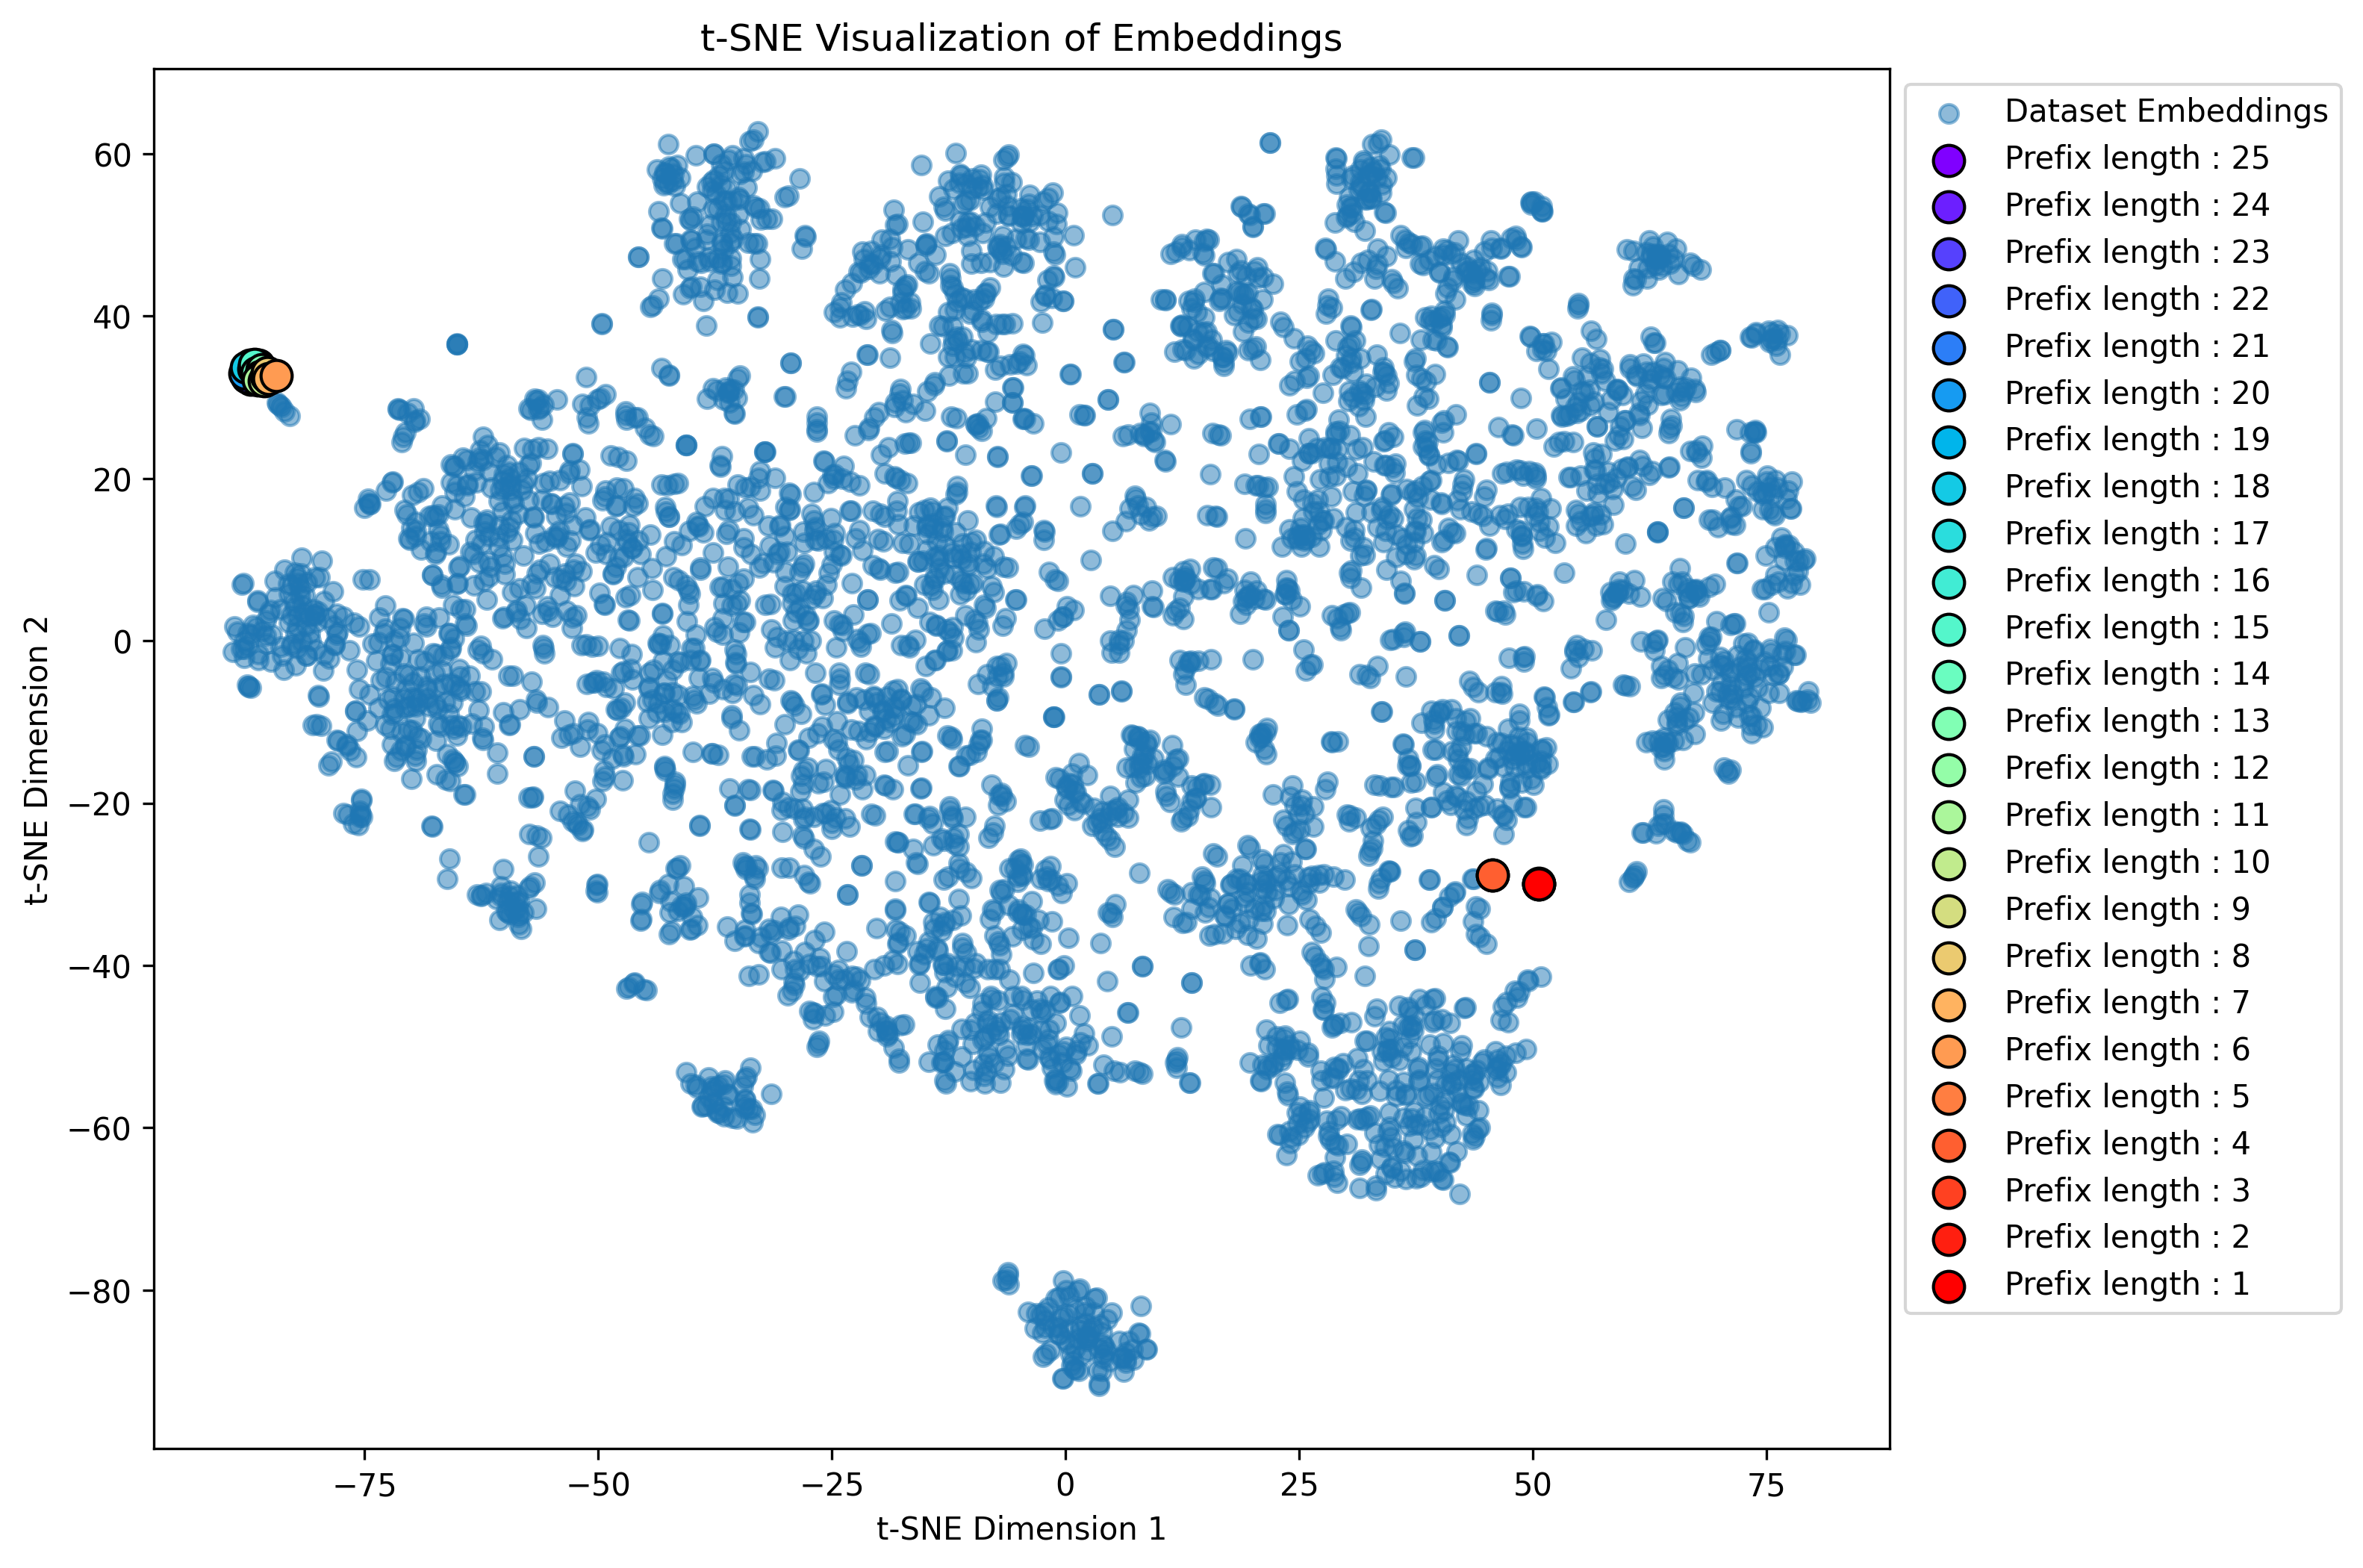 t-SNE Visualization of Embeddings
t-SNE Dimension 2
60
40
20
0
−20
−40
−60
−80
−75
−50
−25
0
25
50
75
t-SNE Dimension 1
Dataset Embeddings
Prefix length : 25
Prefix length : 24
Prefix length : 23
Prefix length : 22
Prefix length : 21
Prefix length : 20
Prefix length : 19
Prefix length : 18
Prefix length : 17
Prefix length : 16
Prefix length : 15
Prefix length : 14
Prefix length : 13
Prefix length : 12
Prefix length : 11
Prefix length : 10
Prefix length : 9
Prefix length : 8
Prefix length : 7
Prefix length : 6
Prefix length : 5
Prefix length : 4
Prefix length : 3
Prefix length : 2
Prefix length : 1